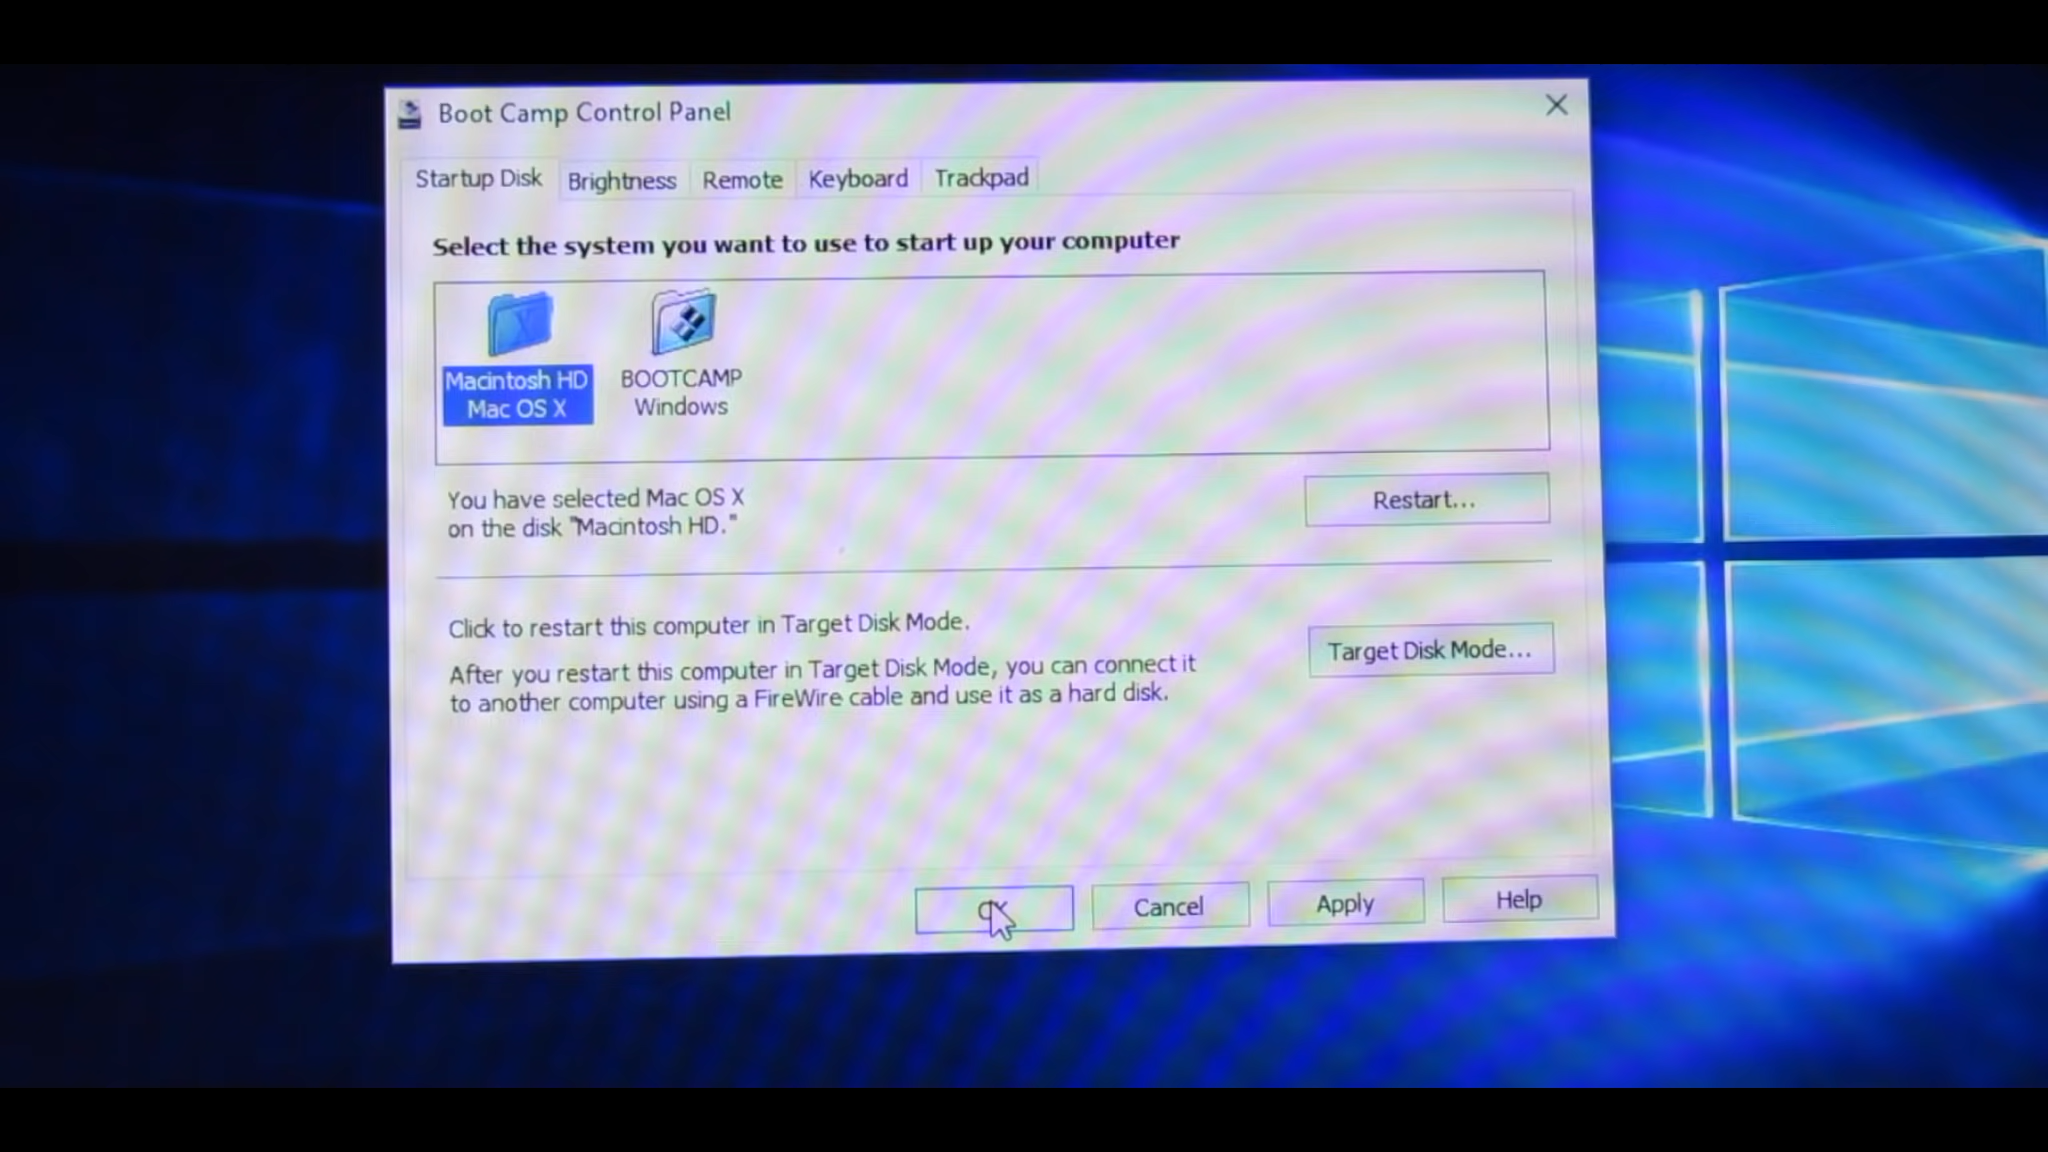 Boot Camp Control Panel
Startup Disk Brightness Remote Keyboard Trackpad
Select the system you want to use to start up your computer
Macintosh HD
Mac OS X
BOOTCAMP
Windows
You have selected Mac OS X
on the disk "Macintosh HD."
Restart...
Click to restart this computer in Target Disk Mode.
After you restart this computer in Target Disk Mode, you can connect it
to another computer using a FireWire cable and use it as a hard disk.
Target Disk Mode...
OK Cancel Apply Help